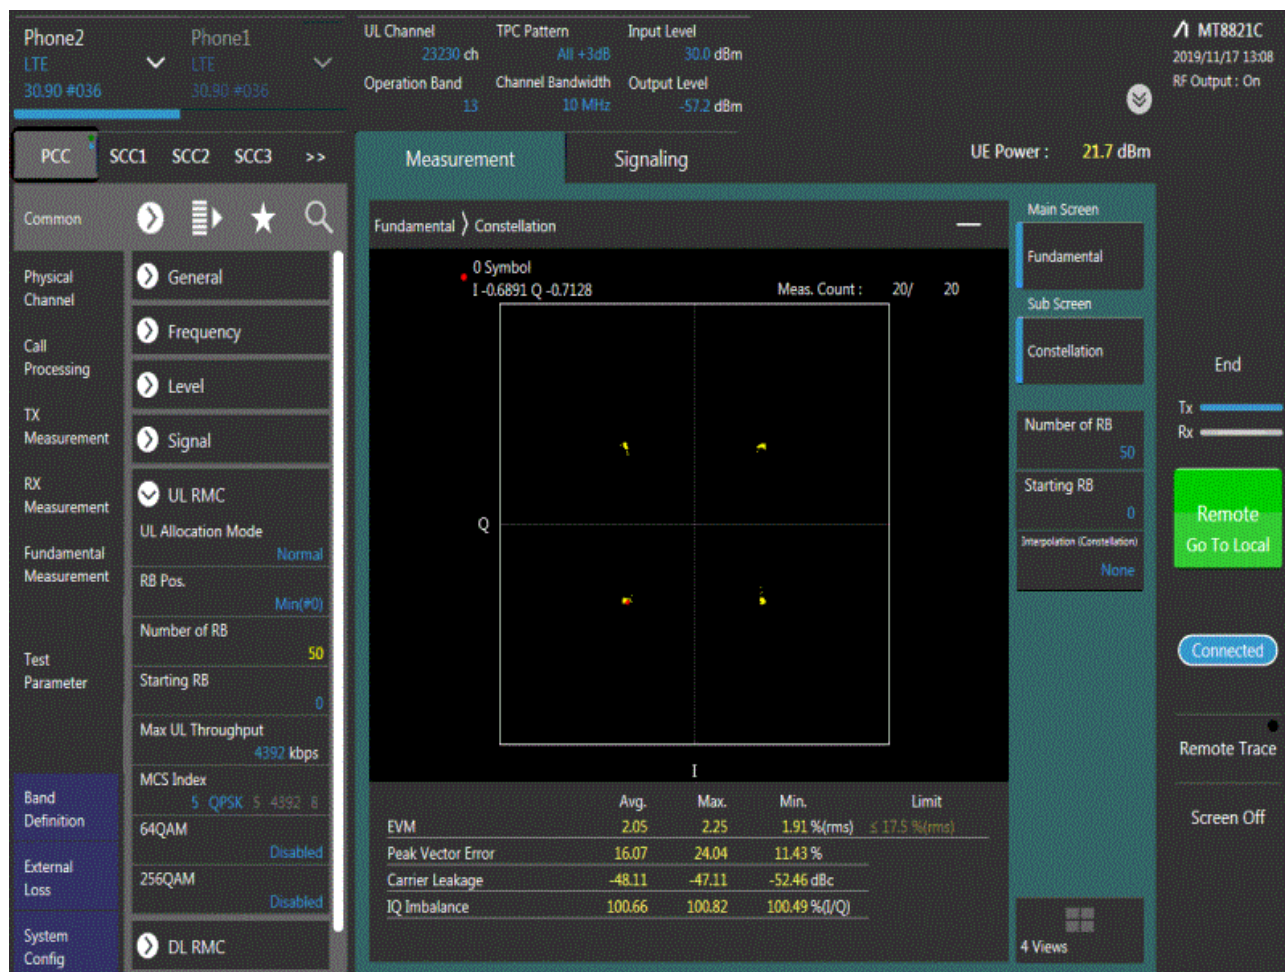 Phone2
LTE
30.90 #036
Phone1
LTE
30.90 #036
UL Channel
23230 ch
TPC Pattern
All +3dB
Input Level
30.0 dBm
Operation Band
13
Channel Bandwidth
10 MHz
Output Level
-57.2 dBm
MT8821C
2019/11/17 13:08
RF Output : On
PCC SCC1 SCC2 SCC3 >>
Measurement
Signaling
UE Power : 21.7 dBm
Common
Physical
Channel
Call
Processing
TX
Measurement
RX
Measurement
Fundamental
Measurement
Test
Parameter
Band
Definition
External
Loss
System
Config
General
Frequency
Level
Signal
UL RMC
UL Allocation Mode
Normal
RB Pos.
Min(#0)
Number of RB
50
Starting RB
0
Max UL Throughput
4392 kbps
MCS Index
5 QPSK 5 4392 8
64QAM
Disabled
256QAM
Disabled
DL RMC
Fundamental 〉 Constellation
0 Symbol
I -0.6891 Q -0.7128
Meas. Count : 20/ 20
Q
I
Avg. Max. Min. Limit
EVM 2.05 2.25 1.91 %(rms) ≤ 17.5 %(rms)
Peak Vector Error 16.07 24.04 11.43 %
Carrier Leakage -48.11 -47.11 -52.46 dBc
IQ Imbalance 100.66 100.82 100.49 %(I/Q)
Main Screen
Fundamental
Sub Screen
Constellation
Number of RB
50
Starting RB
0
Interpolation (Constellation)
None
4 Views
End
Tx
Rx
Remote
Go To Local
Connected
Remote Trace
Screen Off